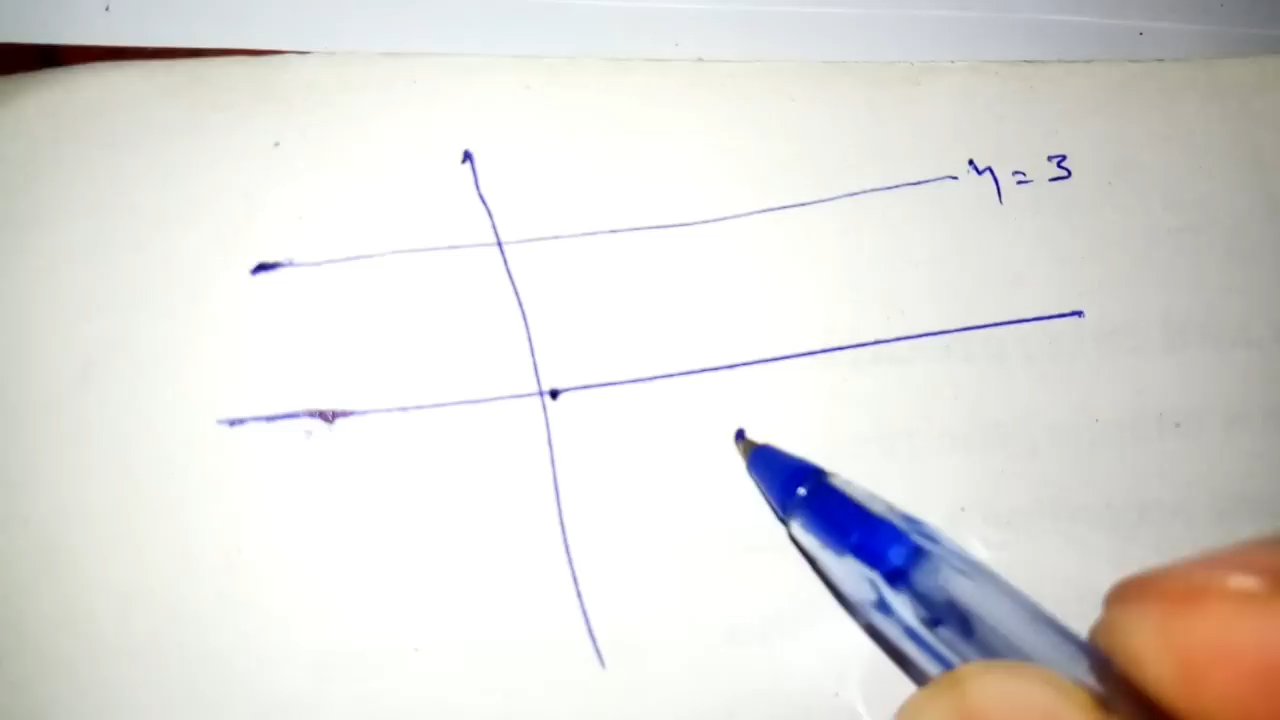 y = 3